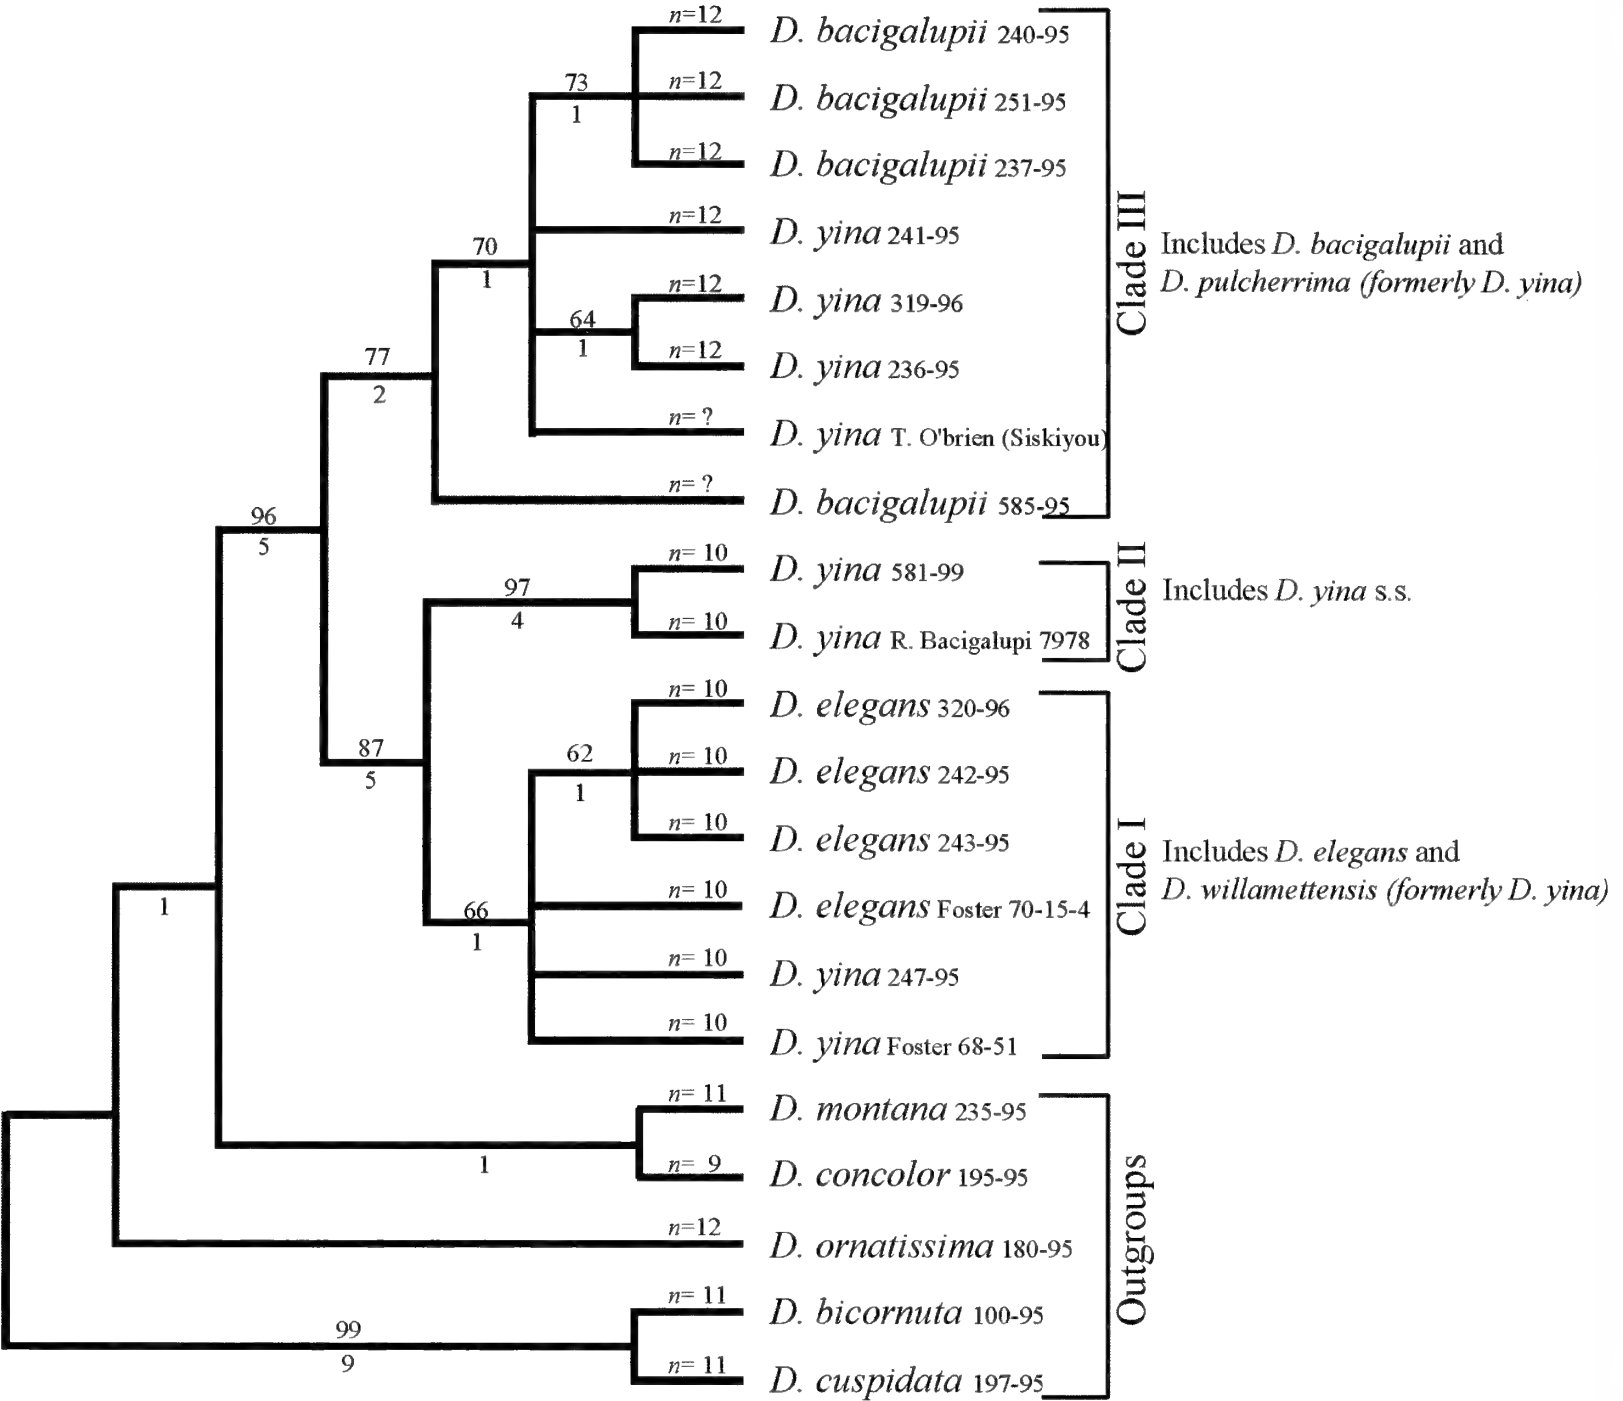 n=12
D. bacigalupii 240-95
73
1
n=12
D. bacigalupii 251-95
n=12
D. bacigalupii 237-95
n=12
D. yina 241-95
70
1
n=12
D. yina 319-96
64
1
n=12
D. yina 236-95
n= ?
D. yina T. O'brien (Siskiyou)
77
2
n= ?
D. bacigalupii 585-95
Clade III
Includes D. bacigalupii and
D. pulcherrima (formerly D. yina)
96
5
n= 10
D. yina 581-99
97
4
n= 10
D. yina R. Bacigalupi 7978
Clade II
Includes D. yina s.s.
87
5
n= 10
D. elegans 320-96
62
1
n= 10
D. elegans 242-95
n= 10
D. elegans 243-95
n= 10
D. elegans Foster 70-15-4
66
1
n= 10
D. yina 247-95
n= 10
D. yina Foster 68-51
Clade I
Includes D. elegans and
D. willamettensis (formerly D. yina)
1
n= 11
D. montana 235-95
1
n= 9
D. concolor 195-95
n=12
D. ornatissima 180-95
n= 11
D. bicornuta 100-95
99
9
n= 11
D. cuspidata 197-95
Outgroups